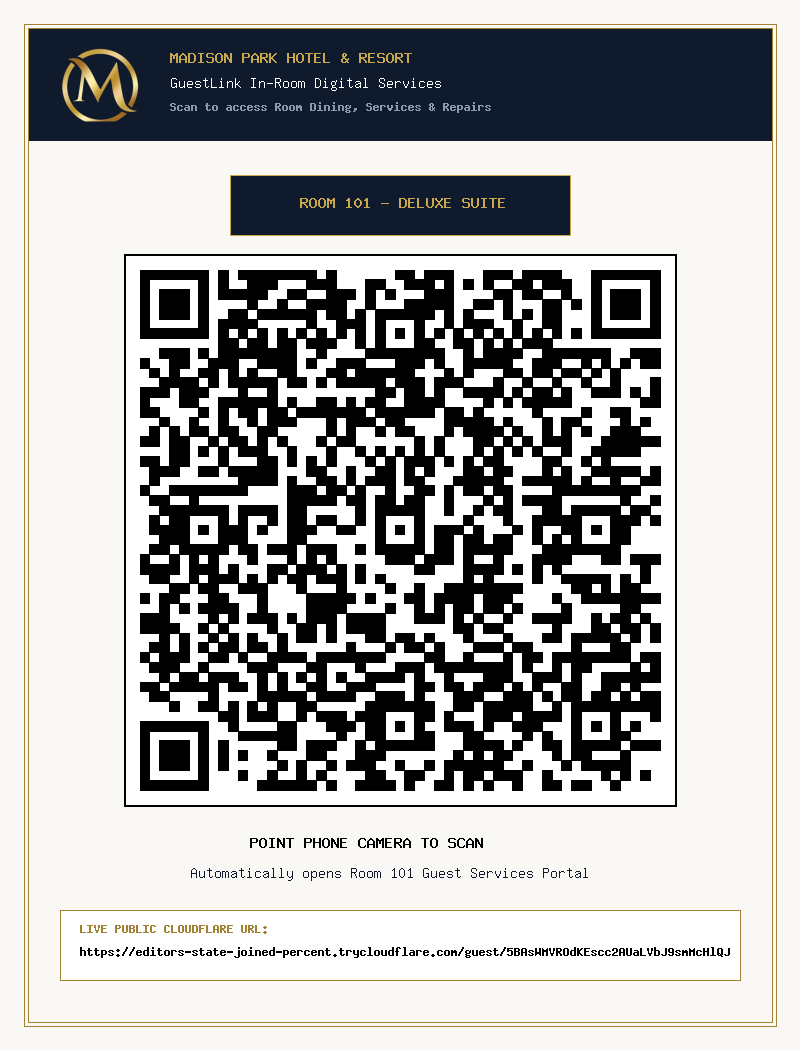 M
MADISON PARK HOTEL & RESORT
GuestLink In-Room Digital Services
Scan to access Room Dining, Services & Repairs
ROOM 101 — DELUXE SUITE
POINT PHONE CAMERA TO SCAN
Automatically opens Room 101 Guest Services Portal
LIVE PUBLIC CLOUDFLARE URL:
https://editors-state-joined-percent.trycloudflare.com/guest/5BAsWMVROdKEscc2AUaLVbJ9smMcHlQJ